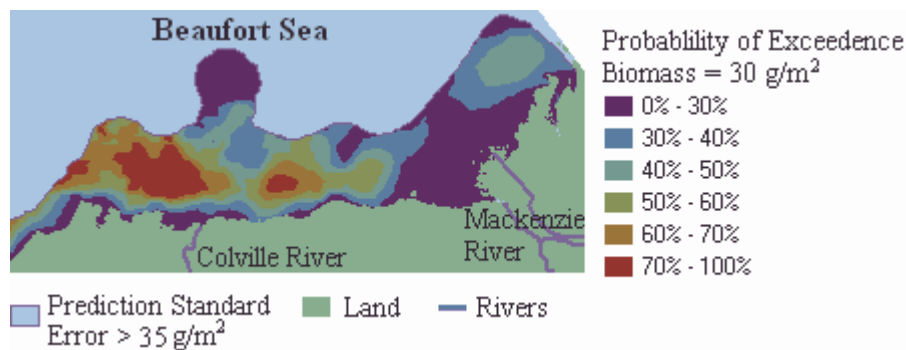 Beaufort Sea
Colville River
Mackenzie
River
Probablility of Exceedence
Biomass = 30 g/m²
0% - 30%
30% - 40%
40% - 50%
50% - 60%
60% - 70%
70% - 100%
Prediction Standard
Error > 35 g/m²
Land
Rivers